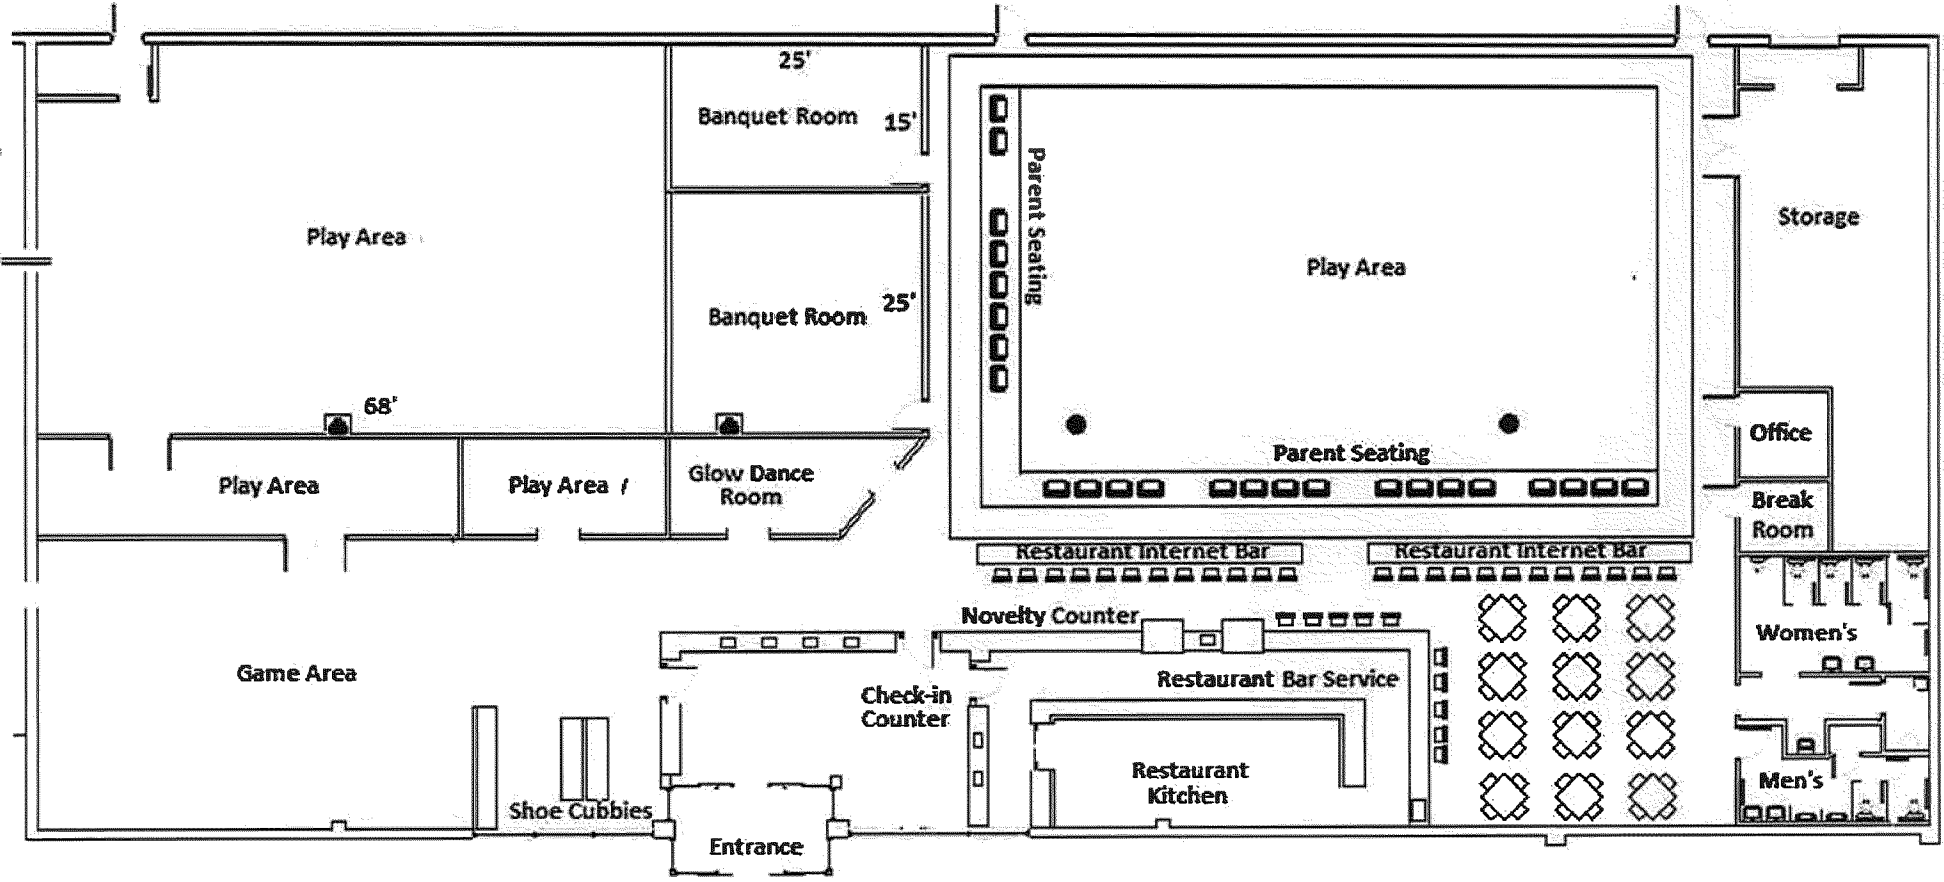 25'
Banquet Room
15'
Parent Seating
Play Area
Storage
Play Area
Banquet Room
25'
68'
Office
Parent Seating
Play Area
Play Area
Glow Dance
Room
Break
Room
Restaurant Internet Bar
Restaurant Internet Bar
Novelty Counter
Women's
Game Area
Check-in
Counter
Restaurant Bar Service
Restaurant
Kitchen
Men's
Shoe Cubbies
Entrance